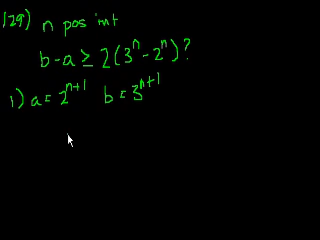 129) n pos int
b-a ≥ 2(3^n - 2^n)?
1) a = 2^{n+1} b = 3^{n+1}